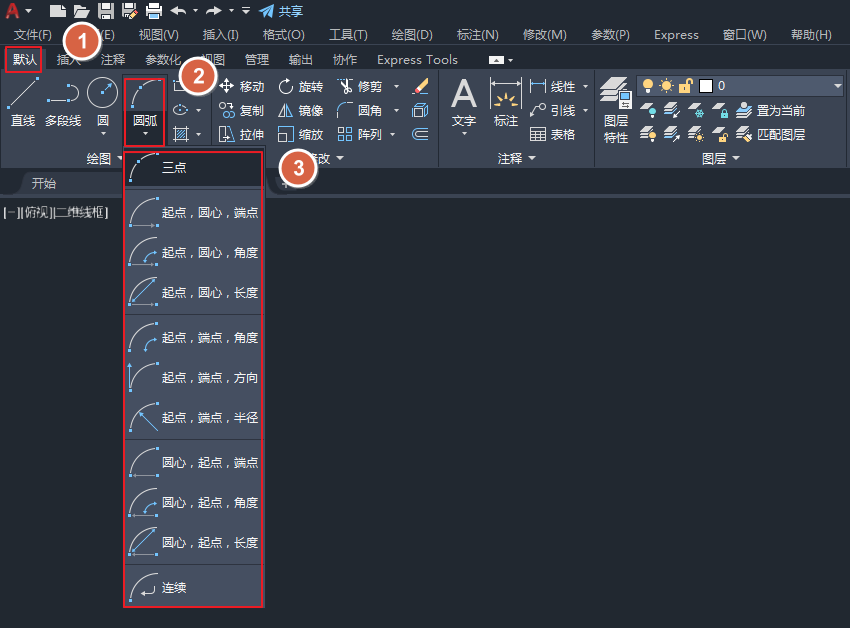 共享
文件(F) (E) 视图(V) 插入(I) 格式(O) 工具(T) 绘图(D) 标注(N) 修改(M) 参数(P) Express 窗口(W) 帮助(H)
1
默认 插入 注释 参数化 视图 管理 输出 协作 Express Tools
2
直线 多段线 圆 圆弧
移动 旋转 修剪
复制 镜像 圆角
拉伸 缩放 阵列
文字 标注
线性
引线
表格
图层
特性
0
置为当前
匹配图层
绘图 修改 注释 图层
3
开始
[−][俯视][二维线框]
三点
起点，圆心，端点
起点，圆心，角度
起点，圆心，长度
起点，端点，角度
起点，端点，方向
起点，端点，半径
圆心，起点，端点
圆心，起点，角度
圆心，起点，长度
连续